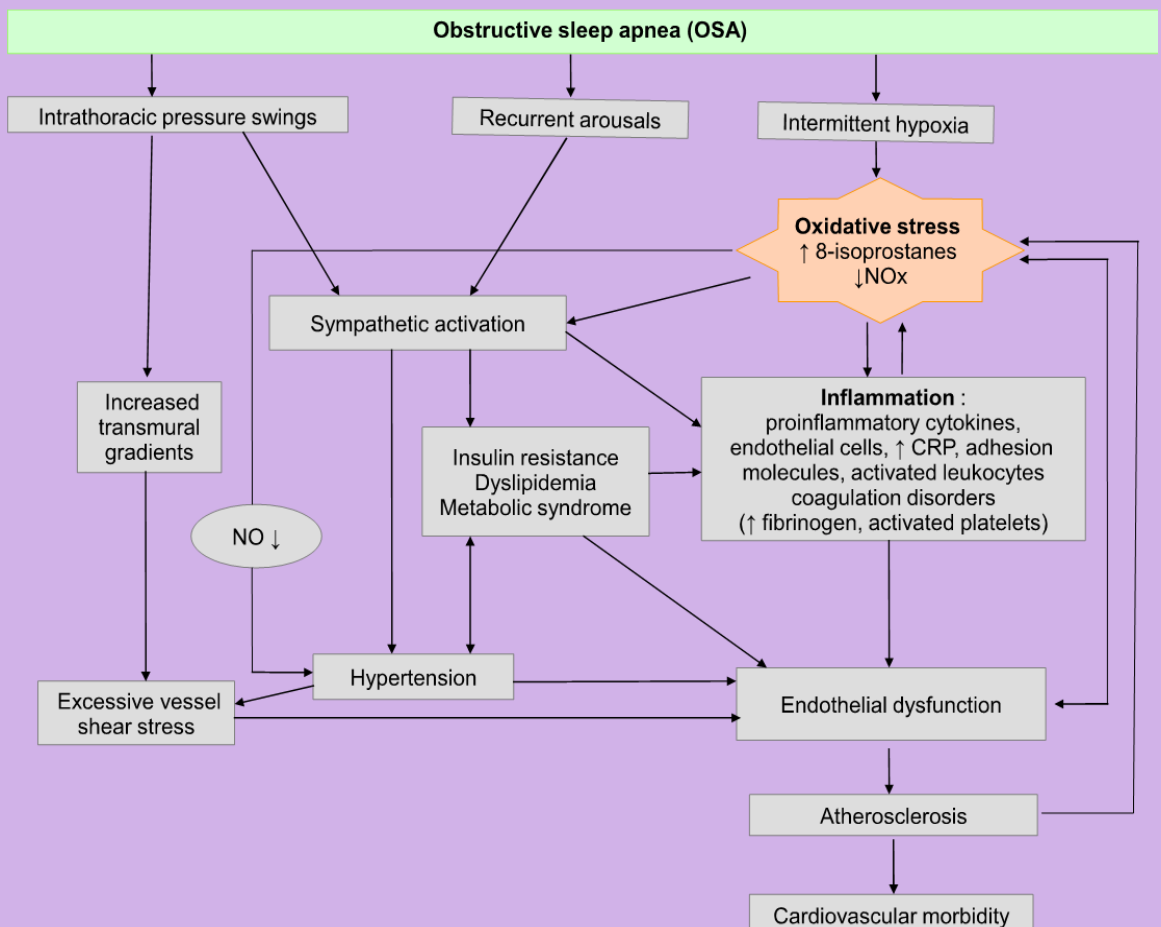 Obstructive sleep apnea (OSA)
Intrathoracic pressure swings
Recurrent arousals
Intermittent hypoxia
Oxidative stress
↑ 8-isoprostanes
↓NOx
Sympathetic activation
Increased
transmural
gradients
Insulin resistance
Dyslipidemia
Metabolic syndrome
Inflammation :
proinflammatory cytokines,
endothelial cells, ↑ CRP, adhesion
molecules, activated leukocytes
coagulation disorders
(↑ fibrinogen, activated platelets)
NO ↓
Hypertension
Excessive vessel
shear stress
Endothelial dysfunction
Atherosclerosis
Cardiovascular morbidity